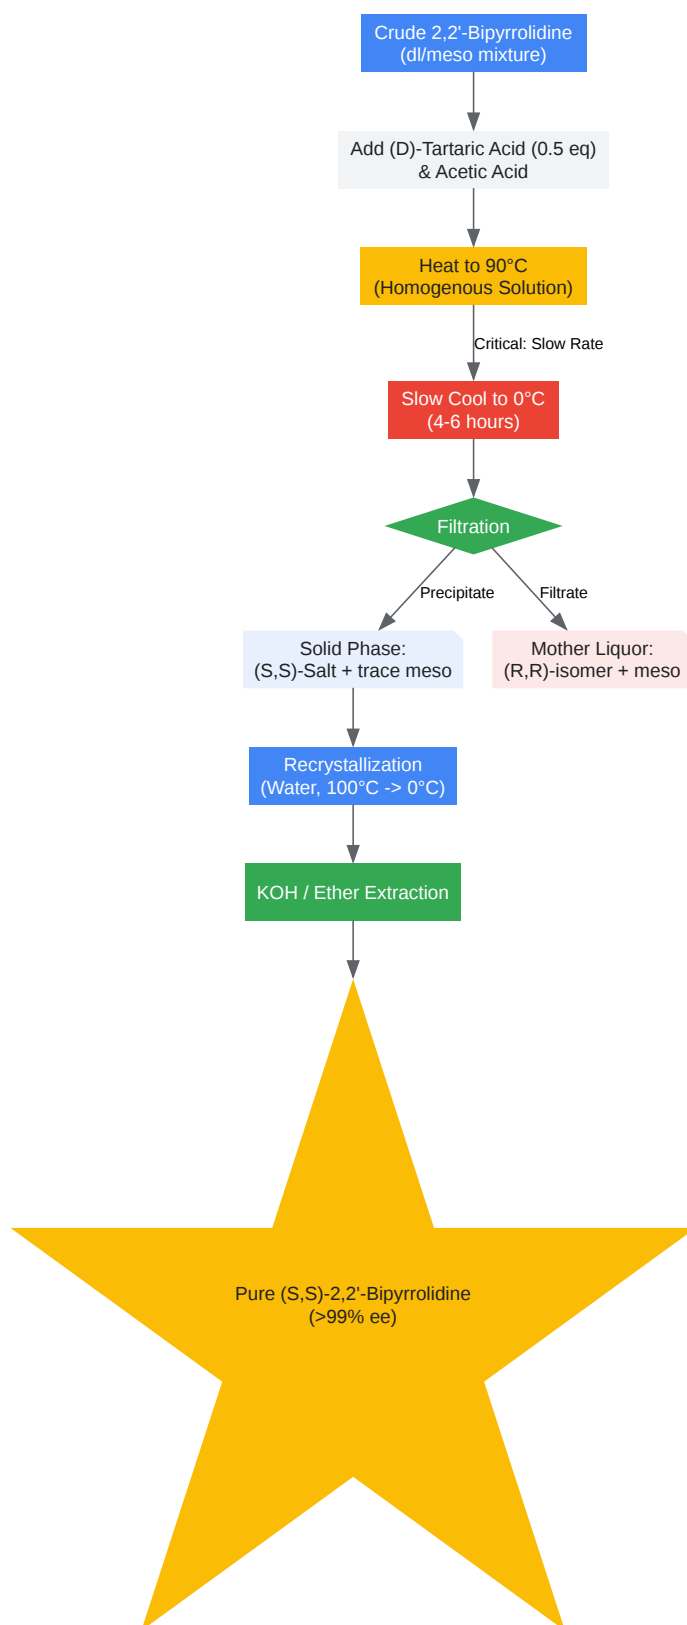 Crude 2,2'-Bipyrrolidine
(dl/meso mixture)
Add (D)-Tartaric Acid (0.5 eq)
& Acetic Acid
Heat to 90°C
(Homogenous Solution)
Critical: Slow Rate
Slow Cool to 0°C
(4-6 hours)
Filtration
Precipitate
Filtrate
Solid Phase:
(S,S)-Salt + trace meso
Mother Liquor:
(R,R)-isomer + meso
Recrystallization
(Water, 100°C -> 0°C)
KOH / Ether Extraction
Pure (S,S)-2,2'-Bipyrrolidine
(>99% ee)